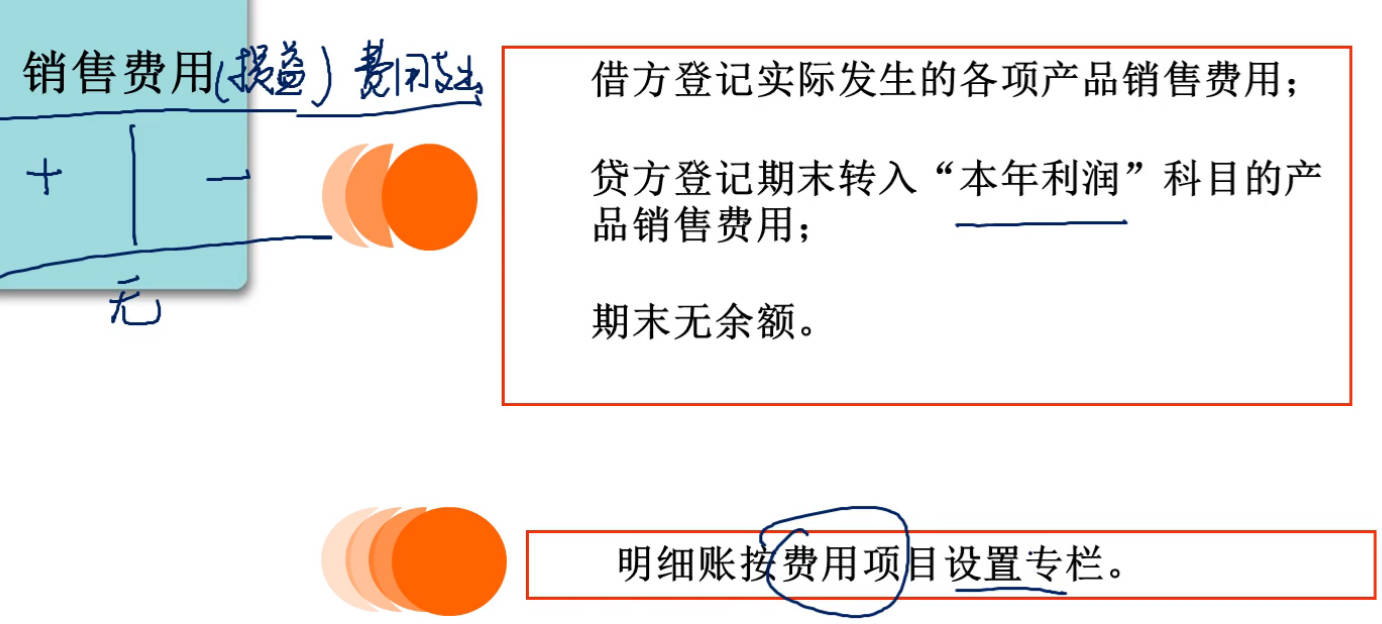 销售费用(损益)费用支出
+ | —
无
借方登记实际发生的各项产品销售费用；
贷方登记期末转入“本年利润”科目的产
品销售费用；
期末无余额。
明细账按费用项目设置专栏。